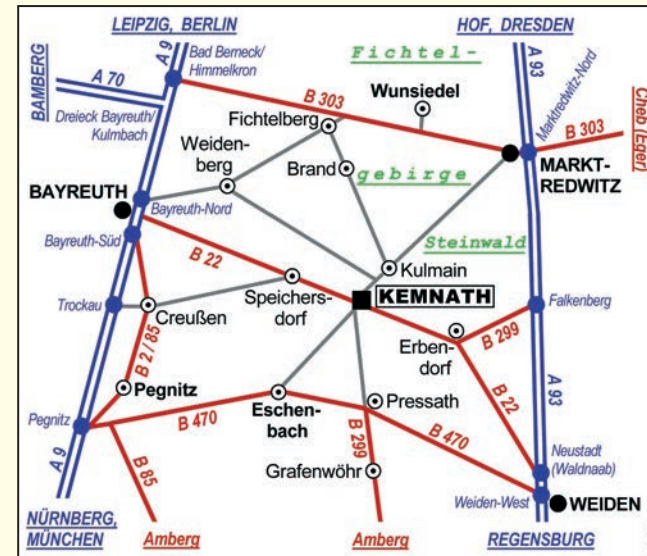 LEIPZIG, BERLIN
HOF, DRESDEN
A 9
Bad Berneck/
Himmelkron
Fichtel-
A 93
BAMBERG
A 70
B 303
Wunsiedel
Marktredwitz-Nord
Cheb (Eger)
Dreieck Bayreuth/
Kulmbach
Fichtelberg
B 303
Weiden-
berg
Brand
gebirge
MARKT-
REDWITZ
BAYREUTH
Bayreuth-Nord
Bayreuth-Süd
B 22
Steinwald
Kulmain
Speichers-
dorf
KEMNATH
Trockau
Creußen
Falkenberg
B 2 / 85
Erben-
dorf
B 299
Pegnitz
B 22
A 93
Eschen-
bach
Pressath
Pegnitz
B 470
B 470
B 299
Neustadt
(Waldnaab)
A 9
B 85
Grafenwöhr
Weiden-West
WEIDEN
NÜRNBERG,
MÜNCHEN
Amberg
Amberg
REGENSBURG